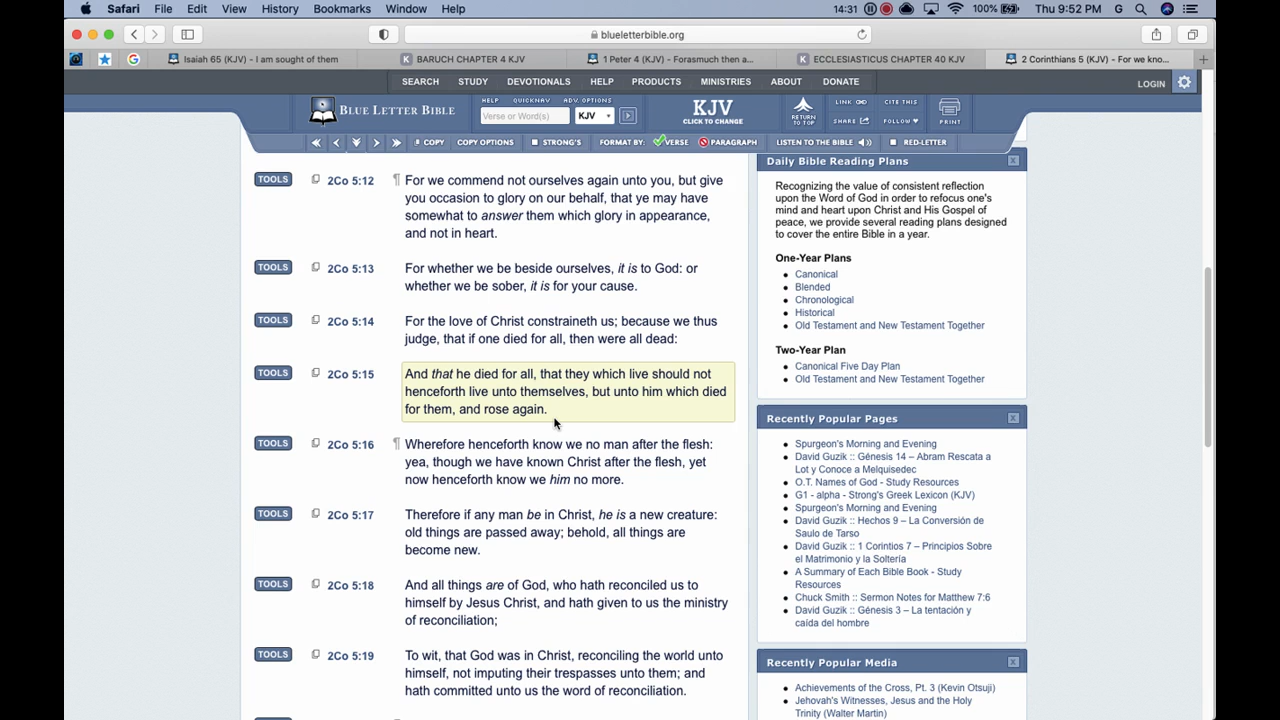 Safari File Edit View History Bookmarks Window Help 14:31 100% Thu 9:52 PM G
blueletterbible.org
Isaiah 65 (KJV) - I am sought of them
BARUCH CHAPTER 4 KJV
1 Peter 4 (KJV) - Forasmuch then a...
ECCLESIASTICUS CHAPTER 40 KJV
2 Corinthians 5 (KJV) - For we kno...
SEARCH STUDY DEVOTIONALS HELP PRODUCTS MINISTRIES ABOUT DONATE LOGIN
BLUE LETTER BIBLE
HELP QUICKNAV ADV. OPTIONS
Verse or Word(s) KJV
KJV
CLICK TO CHANGE
RETURN
TO TOP
LINK CITE THIS
SHARE FOLLOW
PRINT
COPY COPY OPTIONS STRONG'S FORMAT BY: VERSE PARAGRAPH LISTEN TO THE BIBLE RED-LETTER
TOOLS 2Co 5:12 ¶ For we commend not ourselves again unto you, but give
you occasion to glory on our behalf, that ye may have
somewhat to answer them which glory in appearance,
and not in heart.
TOOLS 2Co 5:13 For whether we be beside ourselves, it is to God: or
whether we be sober, it is for your cause.
TOOLS 2Co 5:14 For the love of Christ constraineth us; because we thus
judge, that if one died for all, then were all dead:
TOOLS 2Co 5:15 And that he died for all, that they which live should not
henceforth live unto themselves, but unto him which died
for them, and rose again.
TOOLS 2Co 5:16 ¶ Wherefore henceforth know we no man after the flesh:
yea, though we have known Christ after the flesh, yet
now henceforth know we him no more.
TOOLS 2Co 5:17 Therefore if any man be in Christ, he is a new creature:
old things are passed away; behold, all things are
become new.
TOOLS 2Co 5:18 And all things are of God, who hath reconciled us to
himself by Jesus Christ, and hath given to us the ministry
of reconciliation;
TOOLS 2Co 5:19 To wit, that God was in Christ, reconciling the world unto
himself, not imputing their trespasses unto them; and
hath committed unto us the word of reconciliation.
Daily Bible Reading Plans
Recognizing the value of consistent reflection
upon the Word of God in order to refocus one's
mind and heart upon Christ and His Gospel of
peace, we provide several reading plans designed
to cover the entire Bible in a year.
One-Year Plans
Canonical
Blended
Chronological
Historical
Old Testament and New Testament Together
Two-Year Plan
Canonical Five Day Plan
Old Testament and New Testament Together
Recently Popular Pages
Spurgeon's Morning and Evening
David Guzik :: Génesis 14 – Abram Rescata a
Lot y Conoce a Melquisedec
O.T. Names of God - Study Resources
G1 - alpha - Strong's Greek Lexicon (KJV)
Spurgeon's Morning and Evening
David Guzik :: Hechos 9 – La Conversión de
Saulo de Tarso
David Guzik :: 1 Corintios 7 – Principios Sobre
el Matrimonio y la Soltería
A Summary of Each Bible Book - Study
Resources
Chuck Smith :: Sermon Notes for Matthew 7:6
David Guzik :: Génesis 3 – La tentación y
caída del hombre
Recently Popular Media
Achievements of the Cross, Pt. 3 (Kevin Otsuji)
Jehovah's Witnesses, Jesus and the Holy
Trinity (Walter Martin)